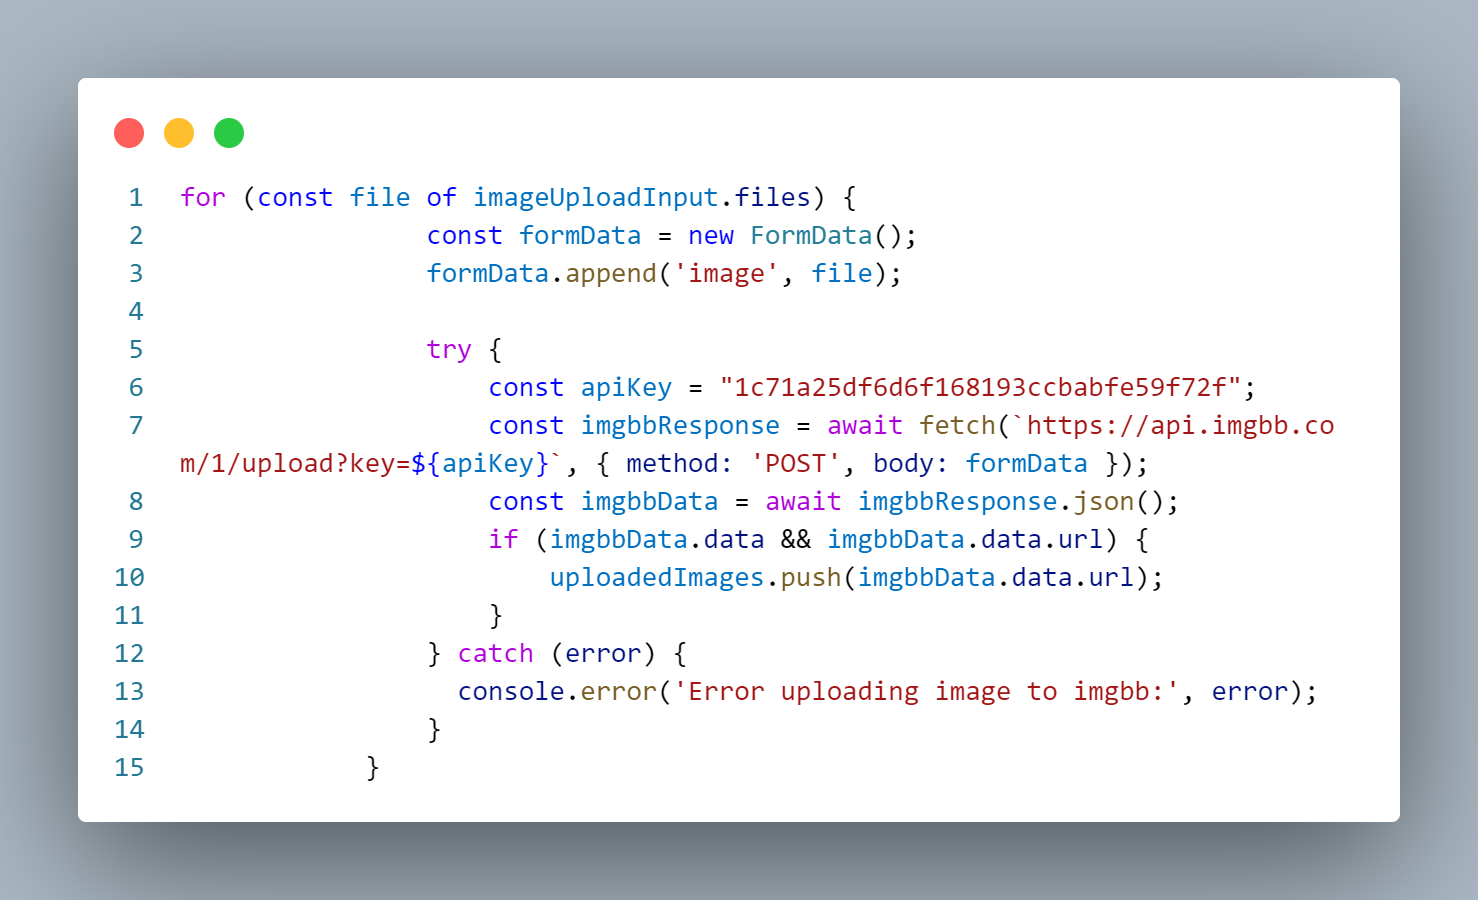 1 for (const file of imageUploadInput.files) {
2 const formData = new FormData();
3 formData.append('image', file);
4
5 try {
6 const apiKey = "1c71a25df6d6f168193ccbabfe59f72f";
7 const imgbbResponse = await fetch(`https://api.imgbb.co
m/1/upload?key=${apiKey}`, { method: 'POST', body: formData });
8 const imgbbData = await imgbbResponse.json();
9 if (imgbbData.data && imgbbData.data.url) {
10 uploadedImages.push(imgbbData.data.url);
11 }
12 } catch (error) {
13 console.error('Error uploading image to imgbb:', error);
14 }
15 }